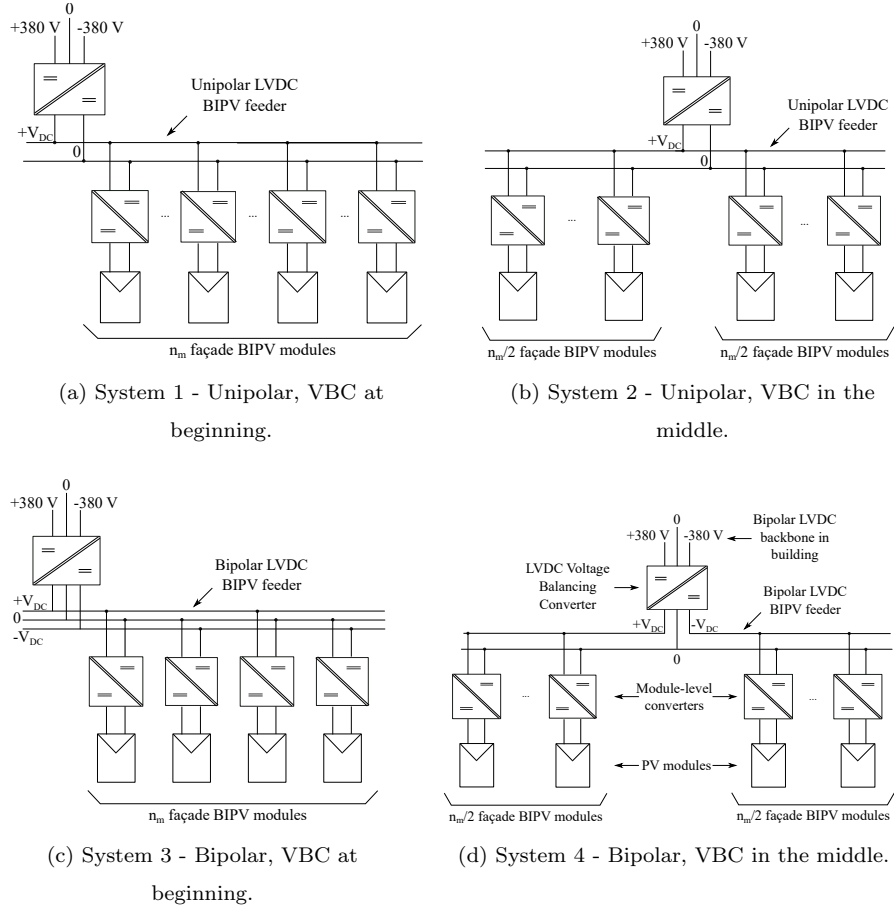 0
+380 V -380 V
Unipolar LVDC
BIPV feeder
+V_DC
0
... ... ...
n_m façade BIPV modules
(a) System 1 - Unipolar, VBC at
beginning.
0
+380 V -380 V
Unipolar LVDC
BIPV feeder
+V_DC
0
... ...
n_m/2 façade BIPV modules n_m/2 façade BIPV modules
(b) System 2 - Unipolar, VBC in the
middle.
0
+380 V -380 V
Bipolar LVDC
BIPV feeder
+V_DC
0
-V_DC
n_m façade BIPV modules
(c) System 3 - Bipolar, VBC at
beginning.
0
+380 V -380 V
Bipolar LVDC
backbone in
building
LVDC Voltage
Balancing
Converter
Bipolar LVDC
BIPV feeder
+V_DC -V_DC
0
Module-level
converters
... ...
PV modules
n_m/2 façade BIPV modules n_m/2 façade BIPV modules
(d) System 4 - Bipolar, VBC in the middle.